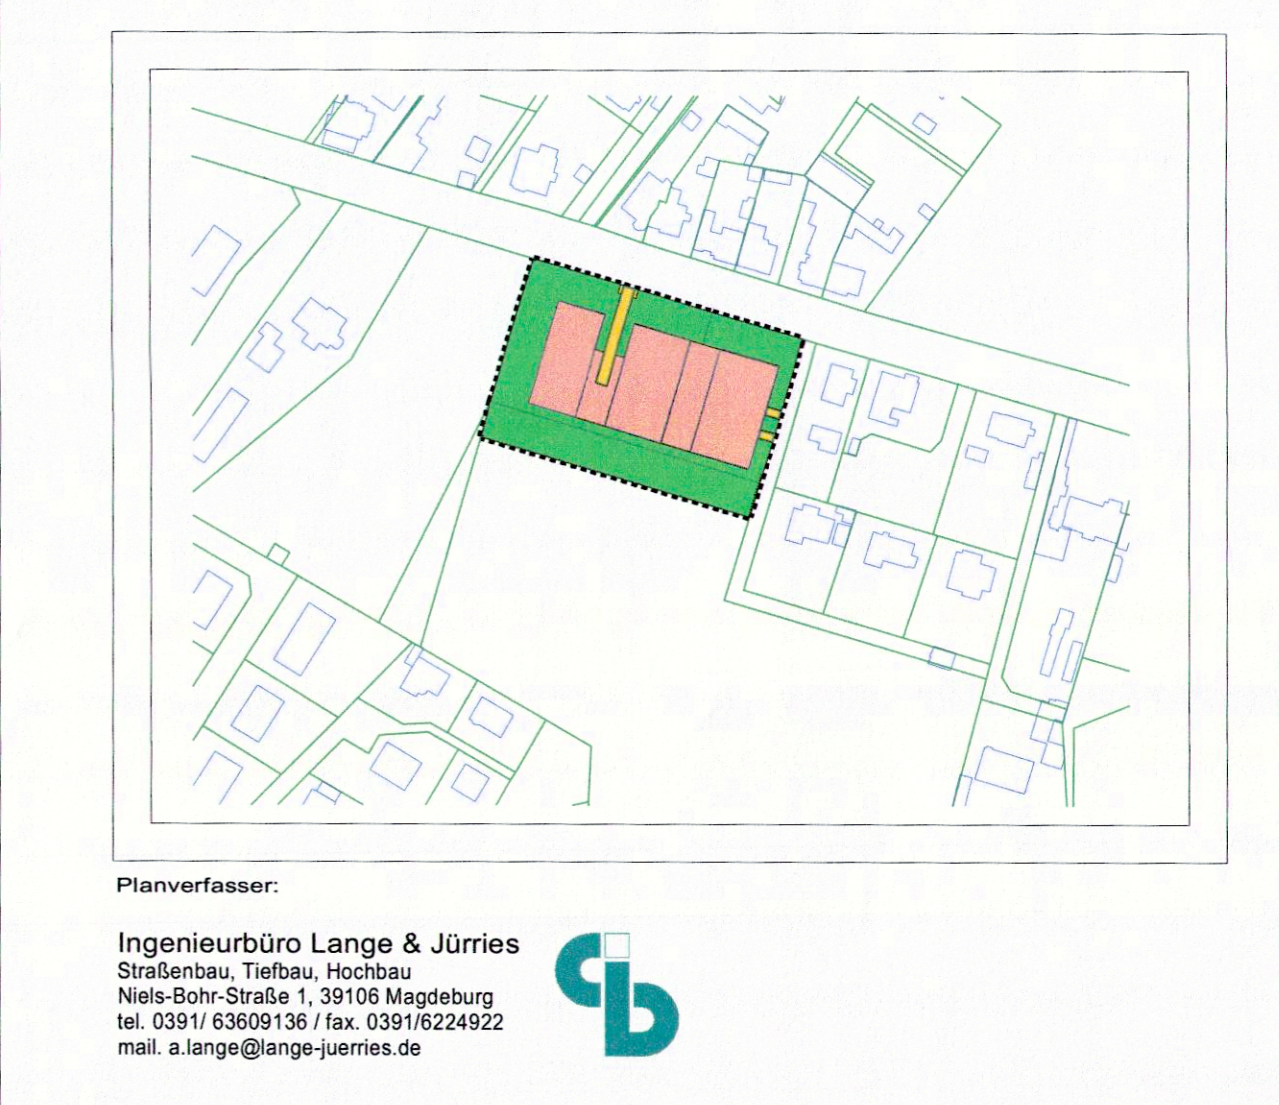 Planverfasser:
Ingenieurbüro Lange & Jürries
Straßenbau, Tiefbau, Hochbau
Niels-Bohr-Straße 1, 39106 Magdeburg
tel. 0391/ 63609136 / fax. 0391/6224922
mail. a.lange@lange-juerries.de